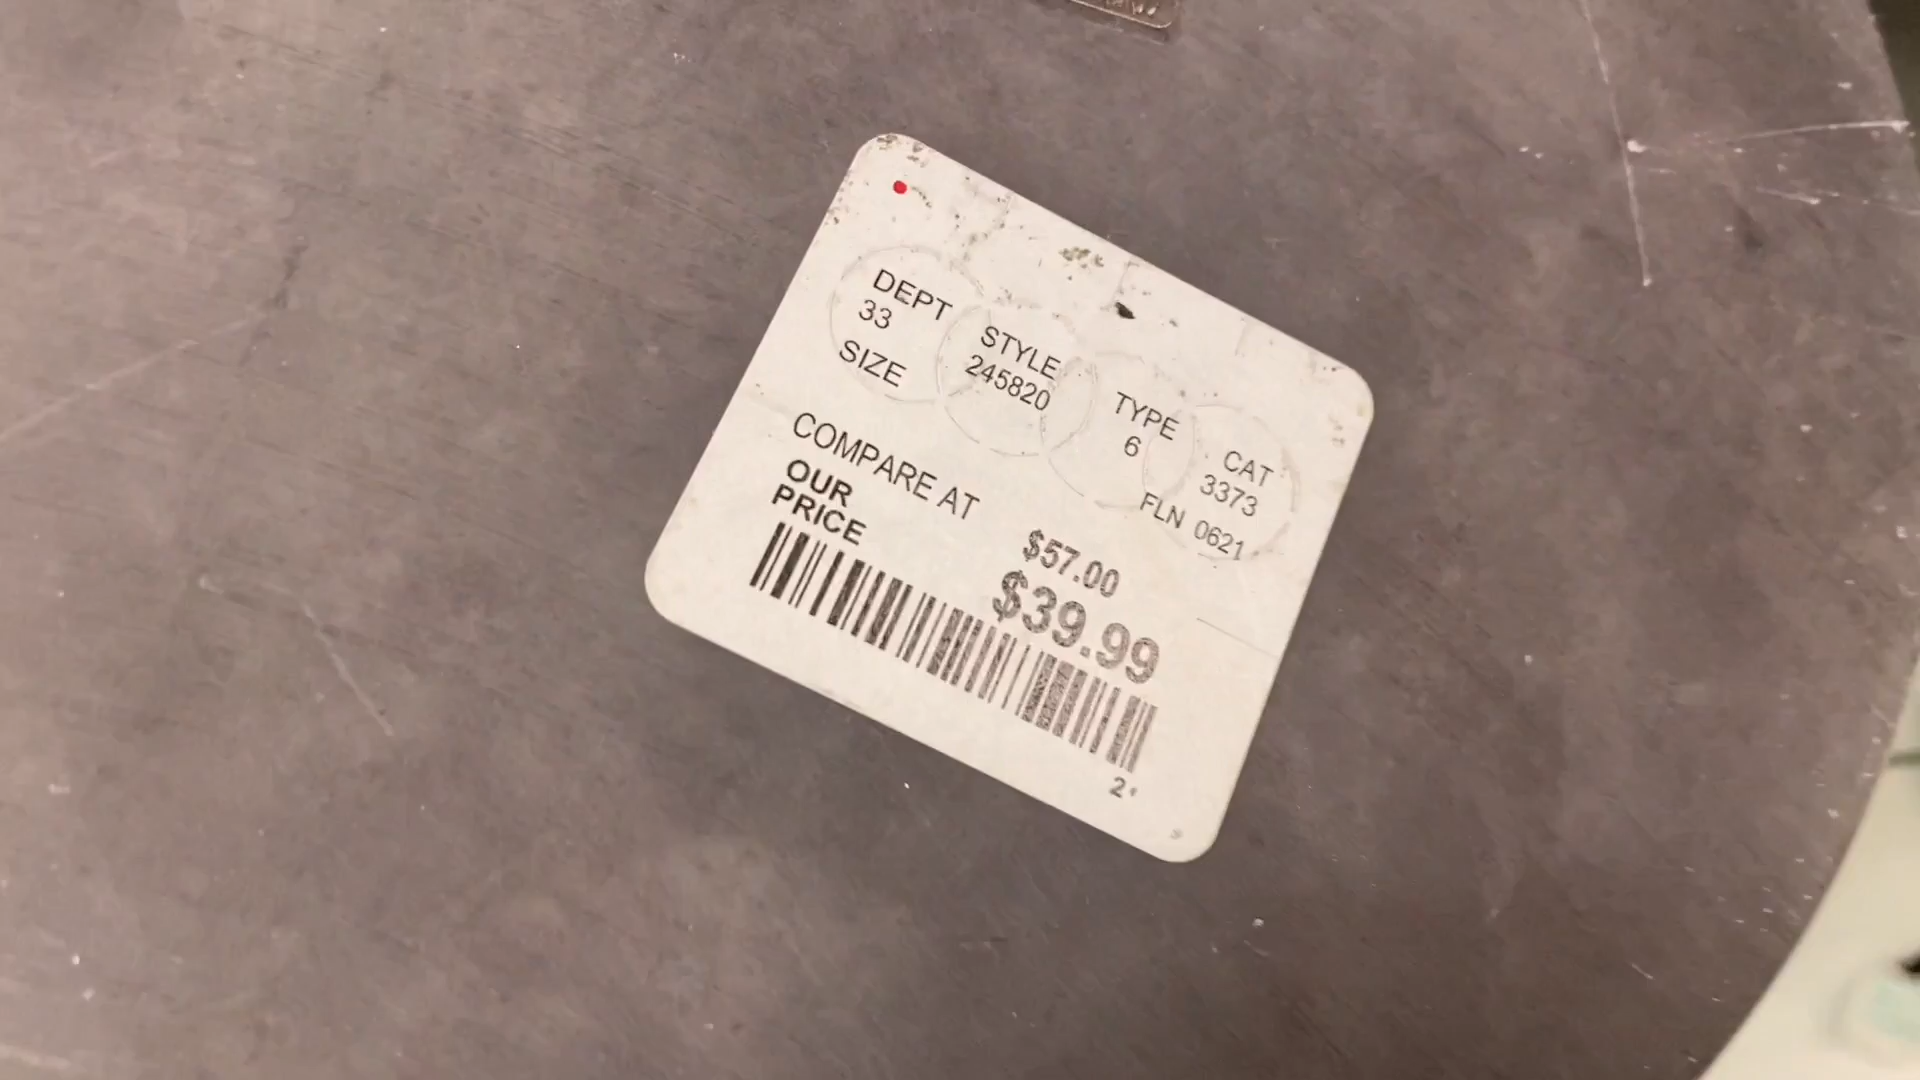 DEPT STYLE TYPE CAT
33 245820 6 3373
SIZE FLN 0621
COMPARE AT $57.00
OUR
PRICE $39.99
2